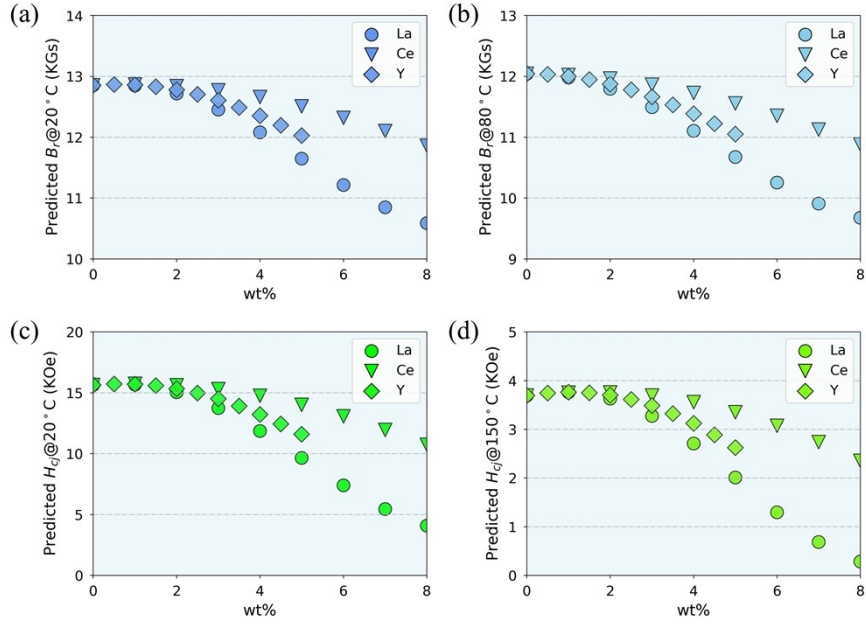 (a)
14
13
12
11
10
0
2
4
6
8
Predicted Br@20°C (KGs)
wt%
La
Ce
Y
(b)
13
12
11
10
9
0
2
4
6
8
Predicted Br@80°C (KGs)
wt%
La
Ce
Y
(c)
20
15
10
5
0
0
2
4
6
8
Predicted Hcj@20°C (KOe)
wt%
La
Ce
Y
(d)
5
4
3
2
1
0
0
2
4
6
8
Predicted Hcj@150°C (KOe)
wt%
La
Ce
Y